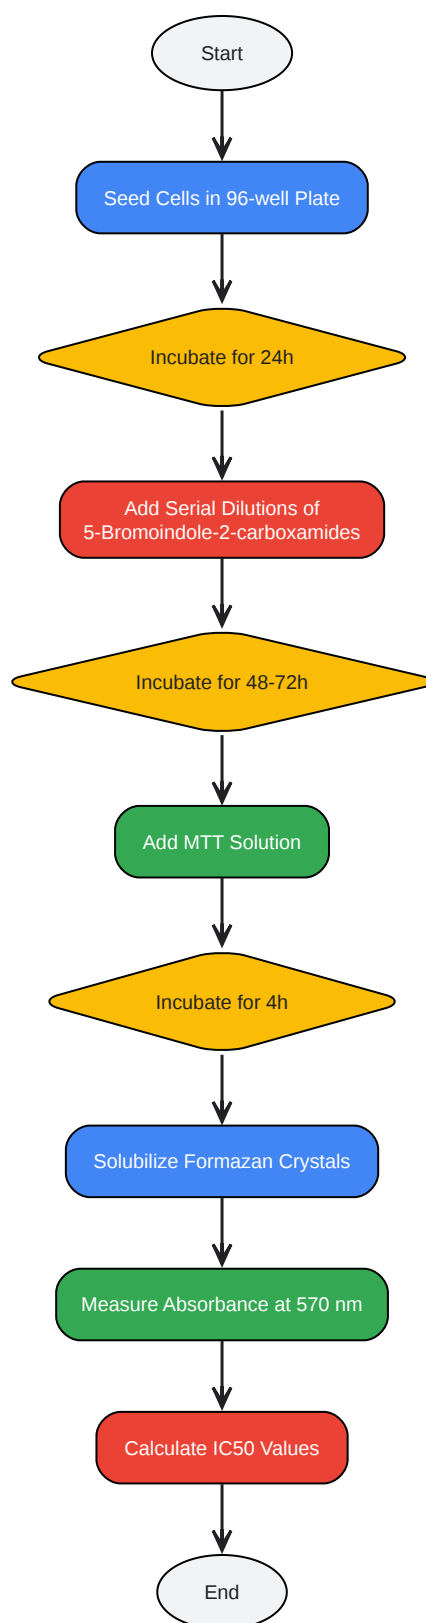 Start
Seed Cells in 96-well Plate
Incubate for 24h
Add Serial Dilutions of
5-Bromoindole-2-carboxamides
Incubate for 48-72h
Add MTT Solution
Incubate for 4h
Solubilize Formazan Crystals
Measure Absorbance at 570 nm
Calculate IC50 Values
End